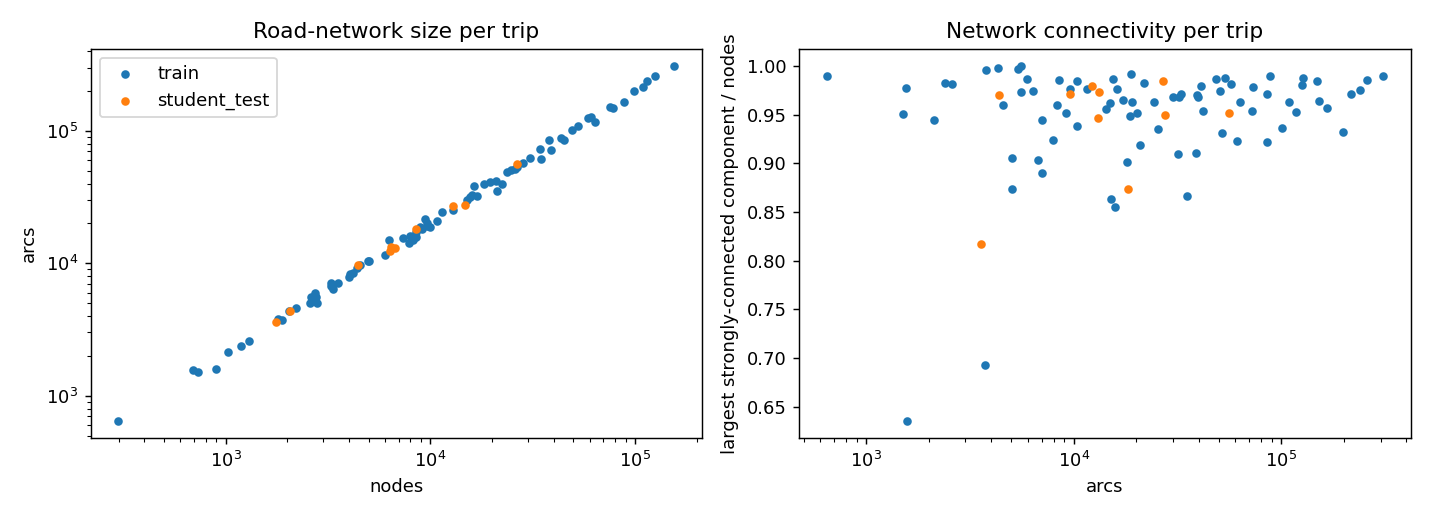 Road-network size per trip
train
student_test
arcs
10^5
10^4
10^3
10^3
10^4
10^5
nodes
Network connectivity per trip
largest strongly-connected component / nodes
1.00
0.95
0.90
0.85
0.80
0.75
0.70
0.65
10^3
10^4
10^5
arcs